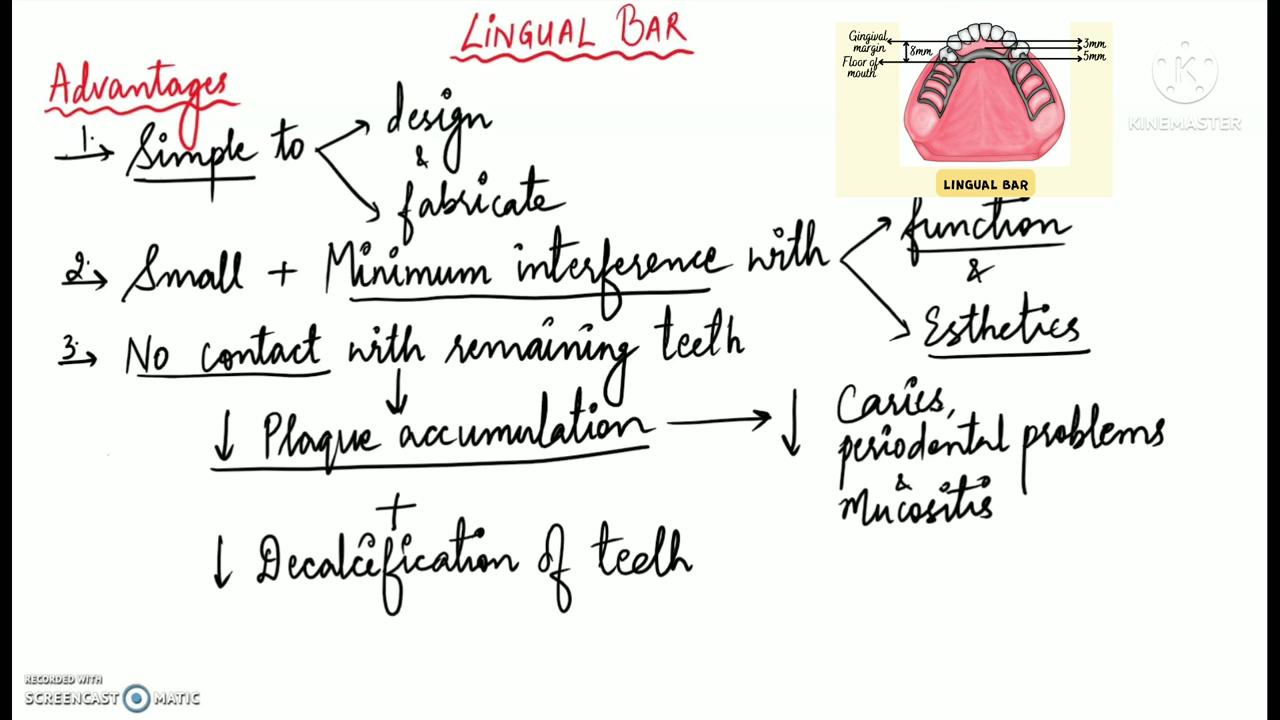 LINGUAL BAR
Gingival
margin
8mm
3mm
5mm
Floor of
mouth
K
KINEMASTER
LINGUAL BAR
Advantages
1. → Simple to design
&
fabricate
2. → Small + Minimum interference with function
&
Esthetics
3. → No contact with remaining teeth
↓
↓ Plaque accumulation → ↓ Caries,
periodontal problems
&
Mucositis
+
↓ Decalcification of teeth
RECORDED WITH
SCREENCAST MATIC